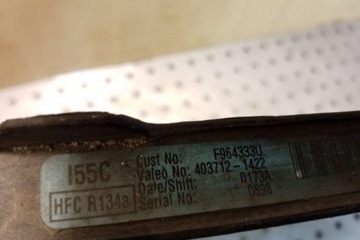 I55C
HFC R134a
Cust No: F964333U
Valeo No: 403712-1422
Date/Shift: 0173A
Serial No: 0898